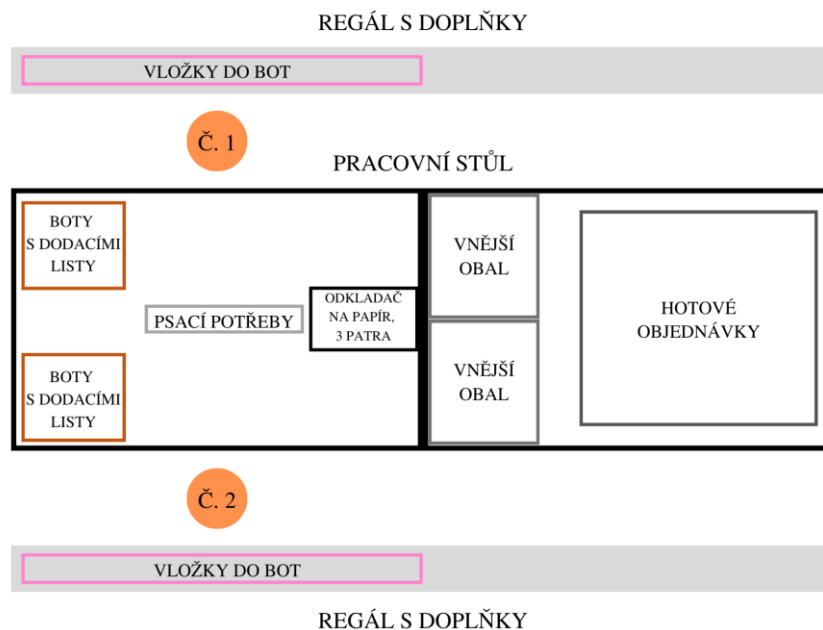 REGÁL S DOPLŇKY
VLOŽKY DO BOT
Č. 1
PRACOVNÍ STŮL
BOTY
S DODACÍMI
LISTY
PSACÍ POTŘEBY
ODKLADAČ
NA PAPÍR,
3 PATRA
VNĚJŠÍ
OBAL
HOTOVÉ
OBJEDNÁVKY
BOTY
S DODACÍMI
LISTY
VNĚJŠÍ
OBAL
Č. 2
VLOŽKY DO BOT
REGÁL S DOPLŇKY